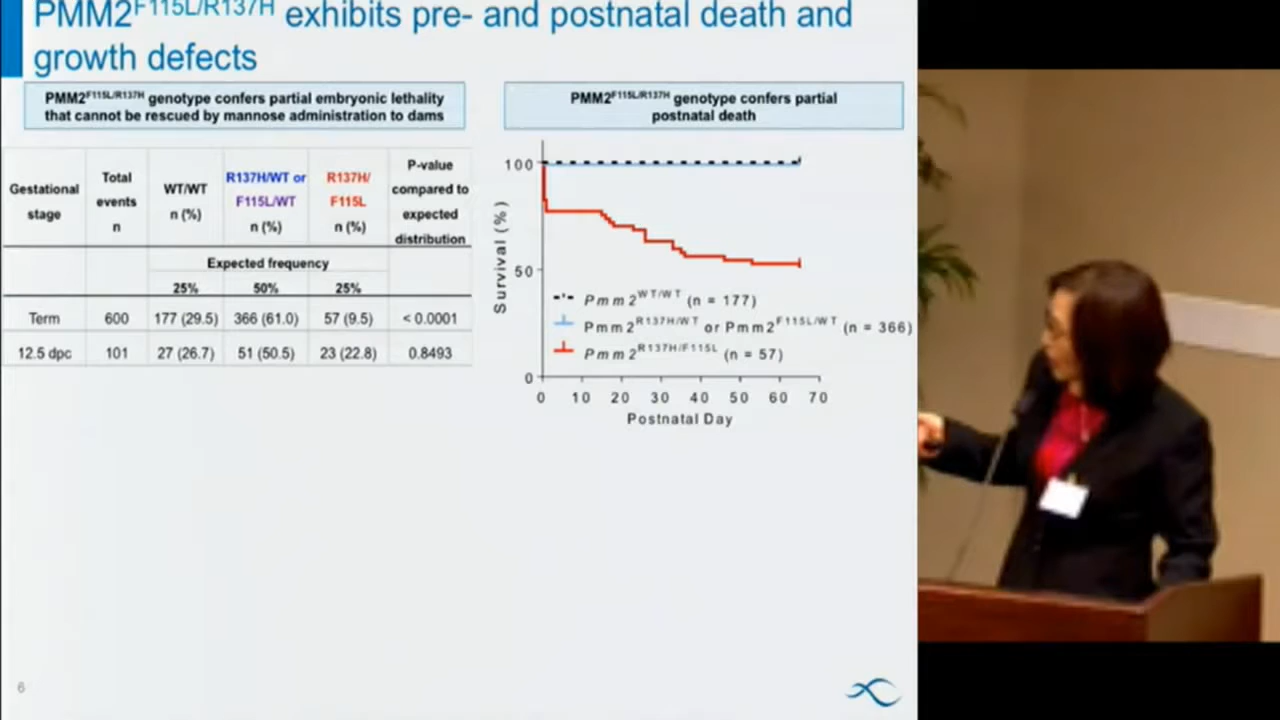 PMM2F115L/R137H exhibits pre- and postnatal death and
growth defects
PMM2F115L/R137H genotype confers partial embryonic lethality
that cannot be rescued by mannose administration to dams
Gestational stage | Total events n | WT/WT n (%) | R137H/WT or F115L/WT n (%) | R137H/ F115L n (%) | P-value compared to expected distribution
Expected frequency
25% 50% 25%
Term 600 177 (29.5) 366 (61.0) 57 (9.5) < 0.0001
12.5 dpc 101 27 (26.7) 51 (50.5) 23 (22.8) 0.8493
PMM2F115L/R137H genotype confers partial
postnatal death
Survival (%)
100
50
0
Pmm2WT/WT (n = 177)
Pmm2R137H/WT or Pmm2F115L/WT (n = 366)
Pmm2R137H/F115L (n = 57)
0 10 20 30 40 50 60 70
Postnatal Day
6